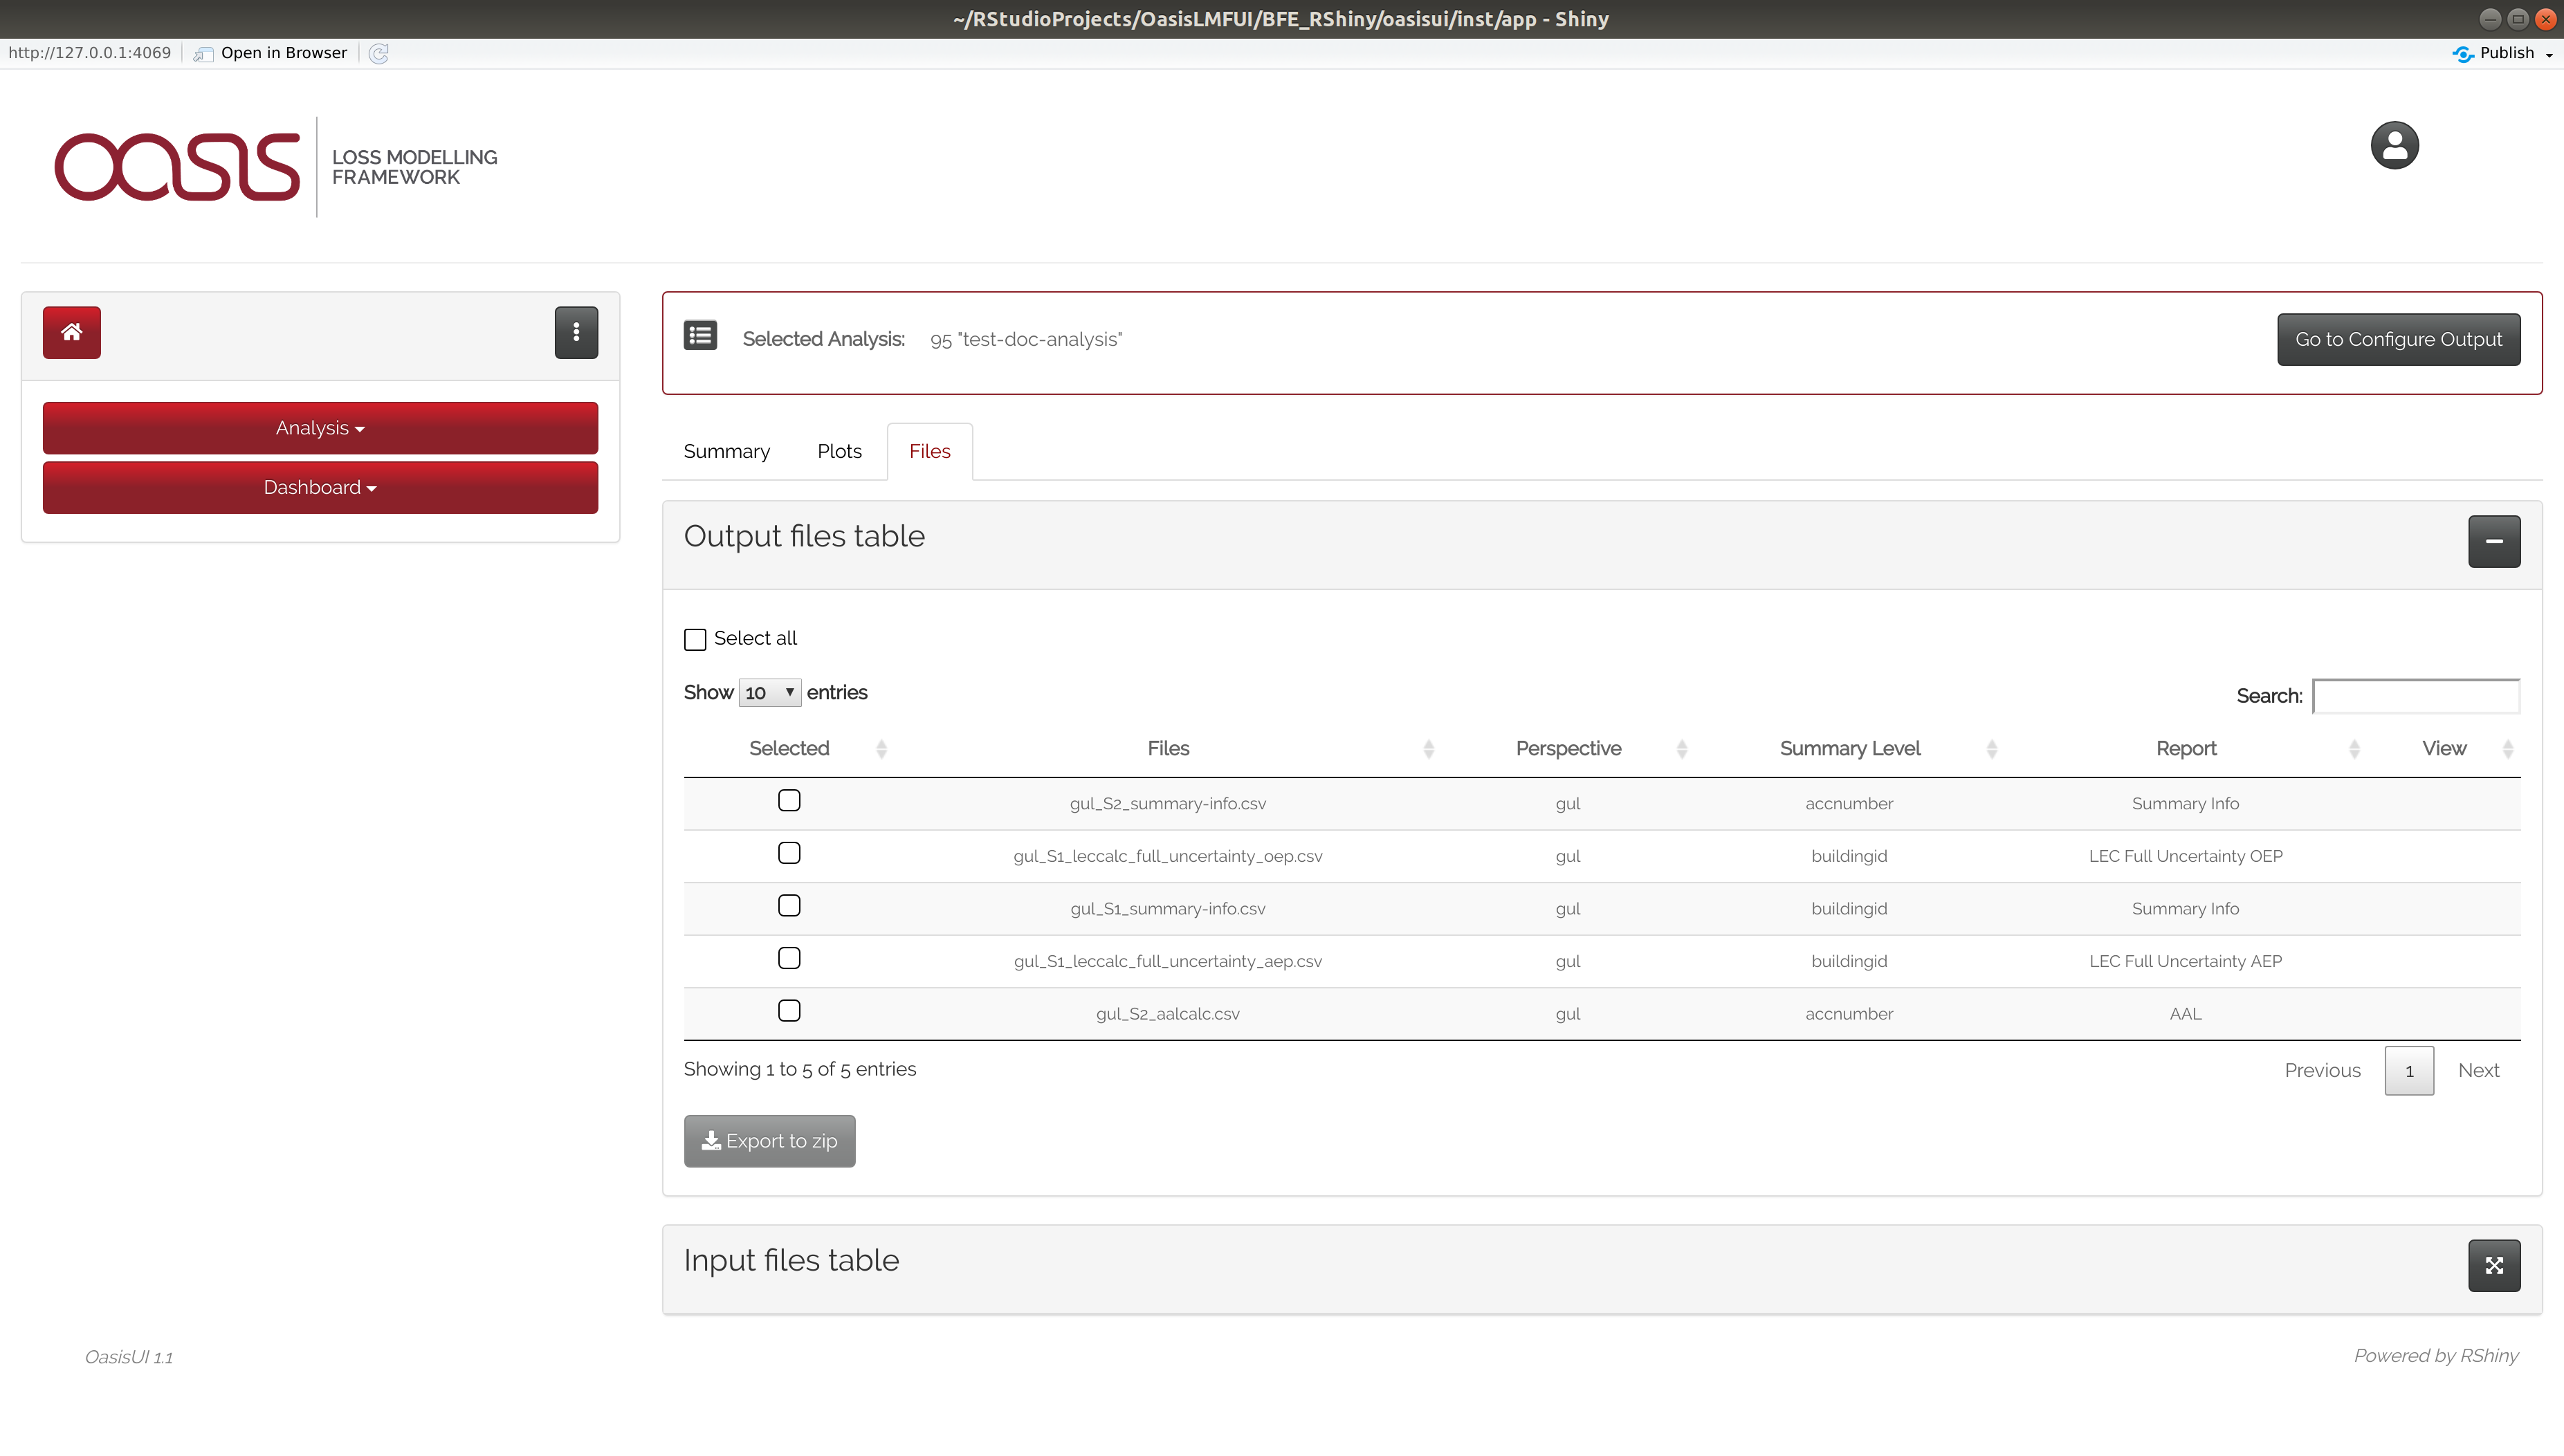 ~/RStudioProjects/OasisLMFUI/BFE_RShiny/oasisui/inst/app - Shiny
http://127.0.0.1:4069 Open in Browser Publish
oasis LOSS MODELLING
FRAMEWORK
Selected Analysis: 95 "test-doc-analysis" Go to Configure Output
Analysis
Dashboard
Summary Plots Files
Output files table
Select all
Show 10 entries Search:
Selected Files Perspective Summary Level Report View
gul_S2_summary-info.csv gul accnumber Summary Info
gul_S1_leccalc_full_uncertainty_oep.csv gul buildingid LEC Full Uncertainty OEP
gul_S1_summary-info.csv gul buildingid Summary Info
gul_S1_leccalc_full_uncertainty_aep.csv gul buildingid LEC Full Uncertainty AEP
gul_S2_aalcalc.csv gul accnumber AAL
Showing 1 to 5 of 5 entries Previous 1 Next
Export to zip
Input files table
OasisUI 1.1 Powered by RShiny